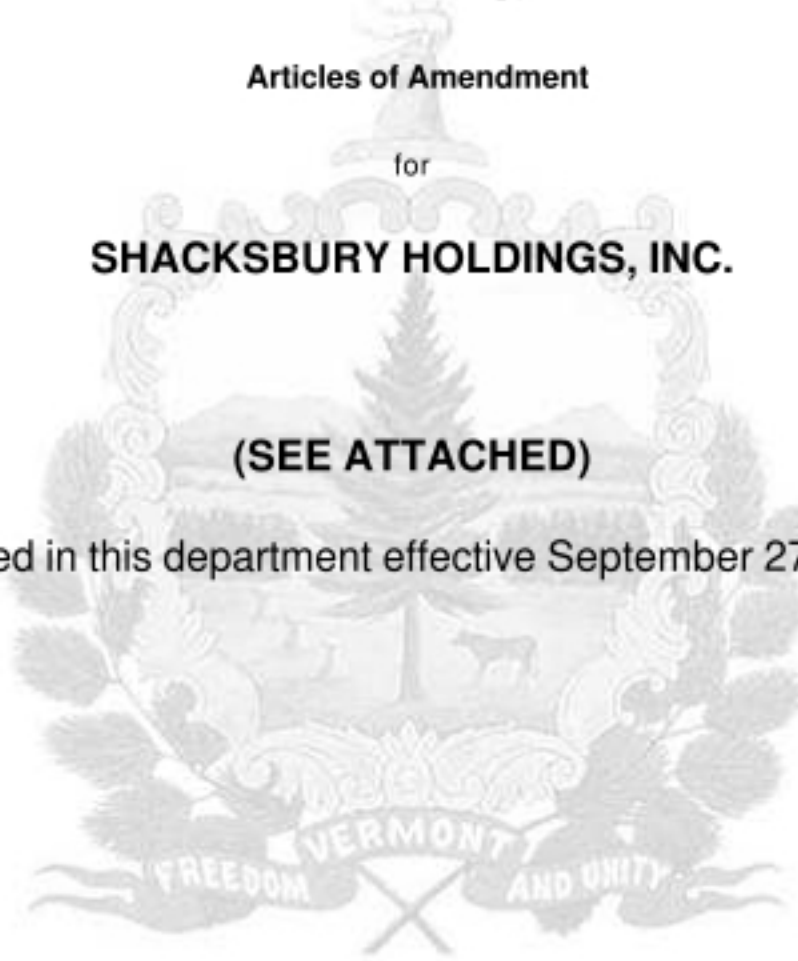 Articles of Amendment
for
SHACKSBURY HOLDINGS, INC.
(SEE ATTACHED)
ed in this department effective September 27
VERMONT
FREEDOM AND UNITY